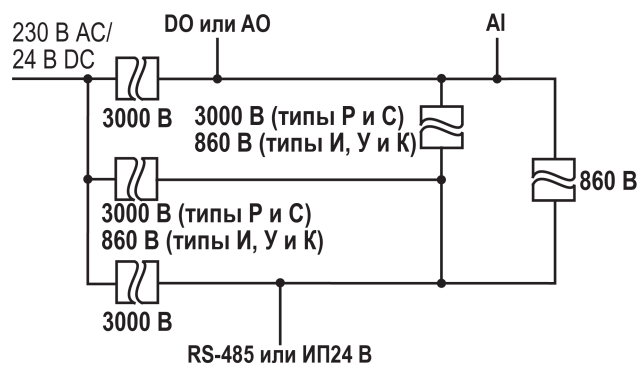 230 В AC/
24 В DC
DO или AO
AI
3000 В
3000 В (типы Р и С)
860 В (типы И, У и К)
860 В
3000 В (типы Р и С)
860 В (типы И, У и К)
3000 В
RS-485 или ИП24 В